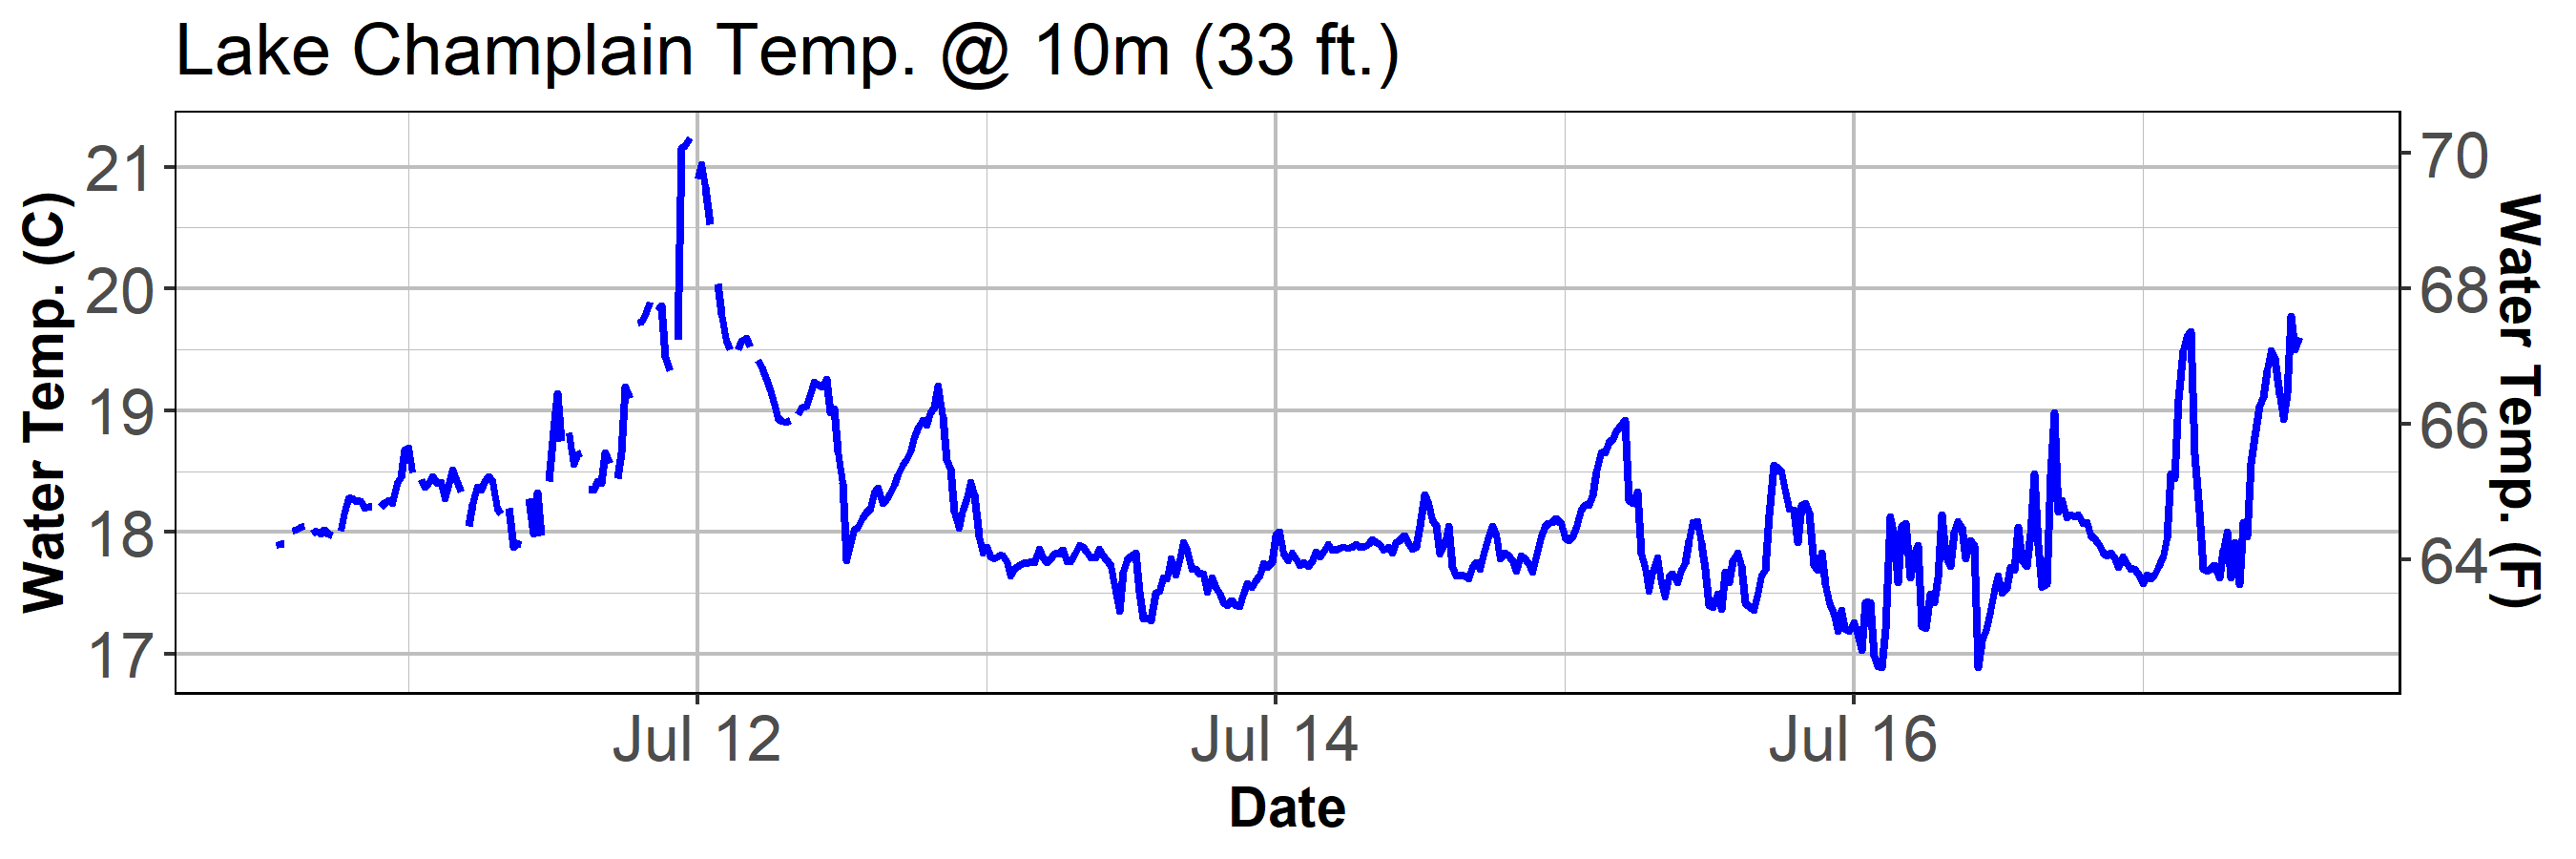 Lake Champlain Temp. @ 10m (33 ft.)
Water Temp. (C)
21
20
19
18
17
70
68
66
64
Water Temp. (F)
Jul 12
Jul 14
Jul 16
Date